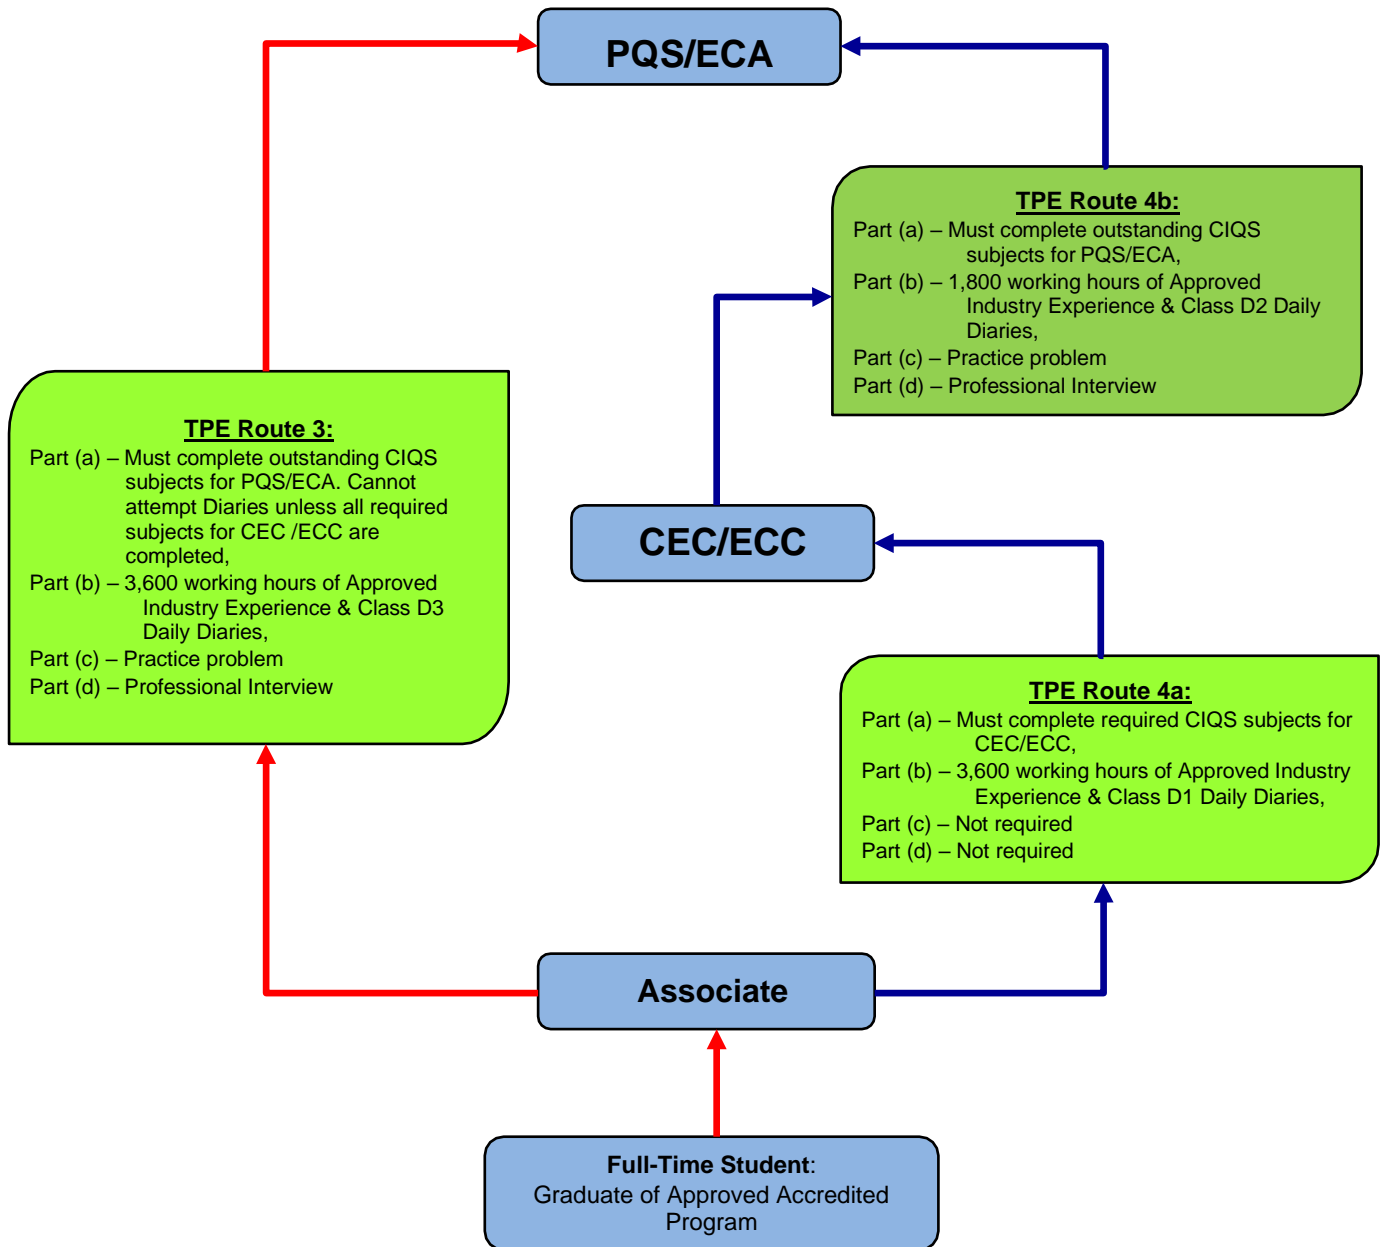 PQS/ECA
TPE Route 4b:
Part (a) – Must complete outstanding CIQS
subjects for PQS/ECA,
Part (b) – 1,800 working hours of Approved
Industry Experience & Class D2 Daily
Diaries,
Part (c) – Practice problem
Part (d) – Professional Interview
TPE Route 3:
Part (a) – Must complete outstanding CIQS
subjects for PQS/ECA. Cannot
attempt Diaries unless all required
subjects for CEC /ECC are
completed,
Part (b) – 3,600 working hours of Approved
Industry Experience & Class D3
Daily Diaries,
Part (c) – Practice problem
Part (d) – Professional Interview
CEC/ECC
TPE Route 4a:
Part (a) – Must complete required CIQS subjects for
CEC/ECC,
Part (b) – 3,600 working hours of Approved Industry
Experience & Class D1 Daily Diaries,
Part (c) – Not required
Part (d) – Not required
Associate
Full-Time Student:
Graduate of Approved Accredited
Program